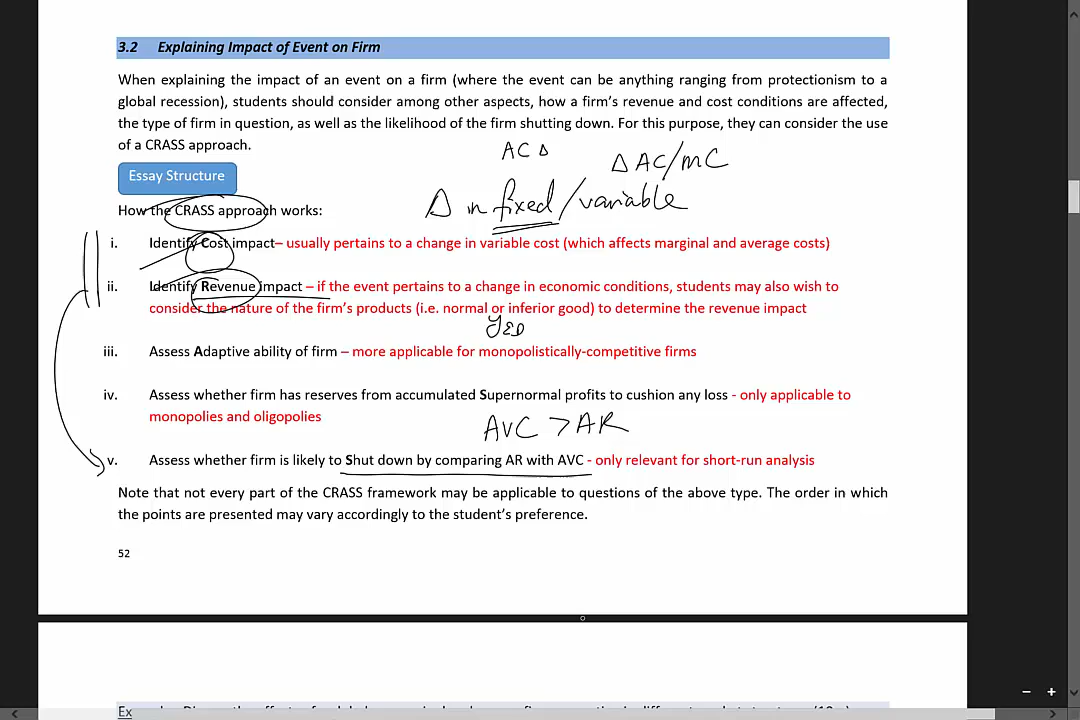 3.2 Explaining Impact of Event on Firm
When explaining the impact of an event on a firm (where the event can be anything ranging from protectionism to a
global recession), students should consider among other aspects, how a firm's revenue and cost conditions are affected,
the type of firm in question, as well as the likelihood of the firm shutting down. For this purpose, they can consider the use
of a CRASS approach.
AC Δ
Δ AC/MC
Essay Structure
Δ in fixed/variable
How the CRASS approach works:
i. Identify Cost impact– usually pertains to a change in variable cost (which affects marginal and average costs)
ii. Identify Revenue impact – if the event pertains to a change in economic conditions, students may also wish to
consider the nature of the firm's products (i.e. normal or inferior good) to determine the revenue impact
YED
iii. Assess Adaptive ability of firm – more applicable for monopolistically-competitive firms
iv. Assess whether firm has reserves from accumulated Supernormal profits to cushion any loss - only applicable to
monopolies and oligopolies
AVC > AR
v. Assess whether firm is likely to Shut down by comparing AR with AVC - only relevant for short-run analysis
Note that not every part of the CRASS framework may be applicable to questions of the above type. The order in which
the points are presented may vary accordingly to the student's preference.
52
Ex